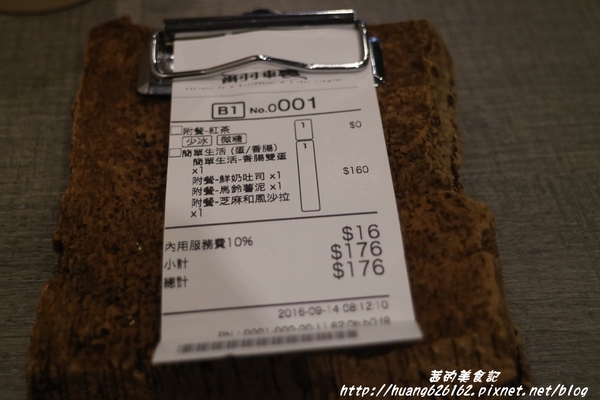 B1 No.0001
附餐-紅茶 1 $0
少冰 微糖
簡單生活 (蛋/香腸) 1
簡單生活-香腸雙蛋
x1 $160
附餐-鮮奶吐司 x1
附餐-馬鈴薯泥 x1
附餐-芝麻和風沙拉
x1
內用服務費10% $16
小計 $176
總計 $176
2016-09-14 08:12:10
茜的美食記
http://huang626162.pixnet.net/blog